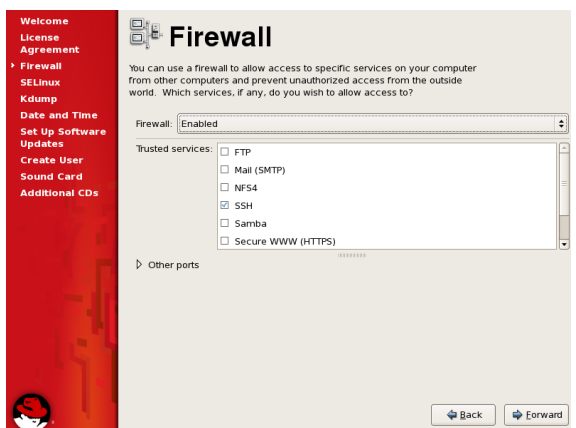 Welcome
License
Agreement
Firewall
SELinux
Kdump
Date and Time
Set Up Software
Updates
Create User
Sound Card
Additional CDs
Firewall
You can use a firewall to allow access to specific services on your computer
from other computers and prevent unauthorized access from the outside
world. Which services, if any, do you wish to allow access to?
Firewall: Enabled
Trusted services:
FTP
Mail (SMTP)
NFS4
SSH
Samba
Secure WWW (HTTPS)
Other ports
Back
Forward